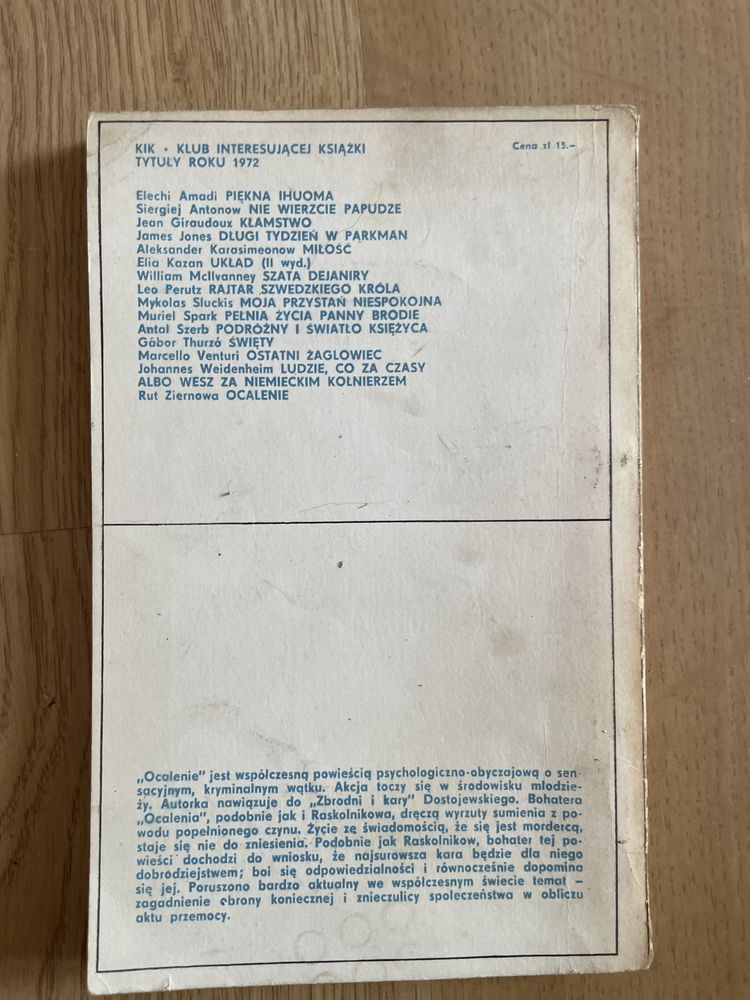 KIK • KLUB INTERESUJĄCEJ KSIĄŻKI
TYTUŁY ROKU 1972
Cena zł 15.–
Elechi Amadi PIĘKNA IHUOMA
Siergiej Antonow NIE WIERZCIE PAPUDZE
Jean Giraudoux KŁAMSTWO
James Jones DŁUGI TYDZIEŃ W PARKMAN
Aleksander Karasimeonow MIŁOŚĆ
Elia Kazan UKŁAD (II wyd.)
William McIlvanney SZATA DEJANIRY
Leo Perutz RAJTAR SZWEDZKIEGO KRÓLA
Mykolas Sluckis MOJA PRZYSTAŃ NIESPOKOJNA
Muriel Spark PEŁNIA ŻYCIA PANNY BRODIE
Antal Szerb PODRÓŻNY I ŚWIATŁO KSIĘŻYCA
Gábor Thurzó ŚWIĘTY
Marcello Venturi OSTATNI ŻAGLOWIEC
Johannes Weidenheim LUDZIE, CO ZA CZASY
ALBO WESZ ZA NIEMIECKIM KOŁNIERZEM
Rut Ziernowa OCALENIE
„Ocalenie" jest współczesną powieścią psychologiczno-obyczajową o sen-
sacyjnym, kryminalnym wątku. Akcja toczy się w środowisku młodzie-
ży. Autorka nawiązuje do „Zbrodni i kary" Dostojewskiego. Bohatera
„Ocalenia", podobnie jak i Raskolnikowa, dręczą wyrzuty sumienia z po-
wodu popełnionego czynu. Życie ze świadomością, że się jest mordercą,
staje się nie do zniesienia. Podobnie jak Raskolnikow, bohater tej po-
wieści dochodzi do wniosku, że najsurowsza kara będzie dla niego
dobrodziejstwem; boi się odpowiedzialności i równocześnie dopomina
się jej. Poruszono bardzo aktualny we współczesnym świecie temat –
zagadnienie obrony koniecznej i znieczulicy społeczeństwa w obliczu
aktu przemocy.